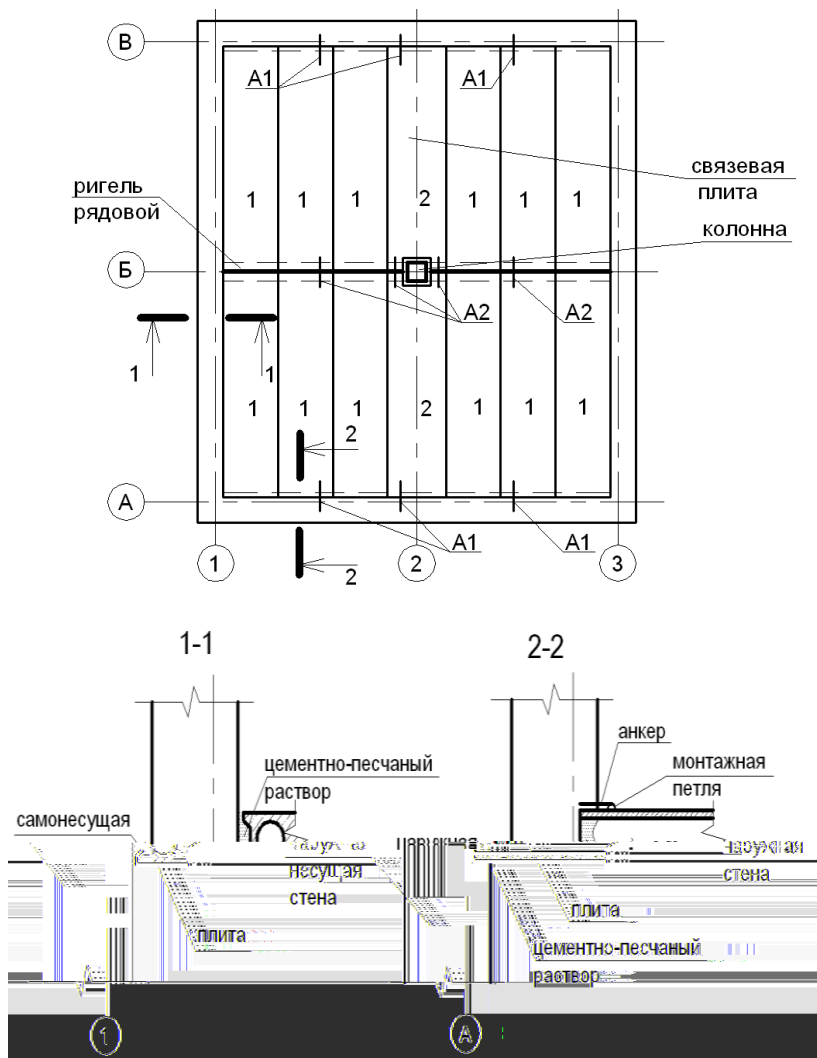 В
А1
А1
связевая
плита
ригель
рядовой
1 1 1 2 1 1 1
колонна
Б
А2
А2
1
1
1 1 1 2 1 1 1
2
А
А1
А1
1
2
3
2
1-1
2-2
анкер
цементно-песчаный
раствор
монтажная
петля
самонесущая
несущая
стена
наружная
стена
плита
плита
цементно-песчаный
раствор
1
А